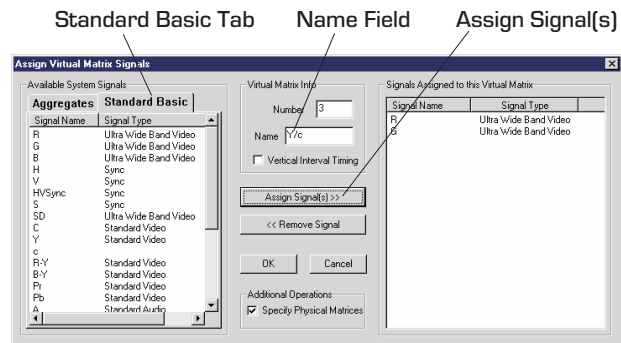 Standard Basic Tab Name Field Assign Signal(s)
Assign Virtual Matrix Signals
Available System Signals
Aggregates Standard Basic
Signal Name Signal Type
R Ultra Wide Band Video
G Ultra Wide Band Video
B Ultra Wide Band Video
H Sync
V Sync
HVSync Sync
S Sync
SD Ultra Wide Band Video
C Standard Video
Y Standard Video
c
R-Y Standard Video
B-Y Standard Video
Pr Standard Video
Pb Standard Video
A Standard Audio
Virtual Matrix Info
Number 3
Name Y/c
Vertical Interval Timing
Assign Signal(s) >>
<< Remove Signal
OK Cancel
Additional Operations
Specify Physical Matrices
Signals Assigned to this Virtual Matrix
Signal Name Signal Type
R Ultra Wide Band Video
G Ultra Wide Band Video